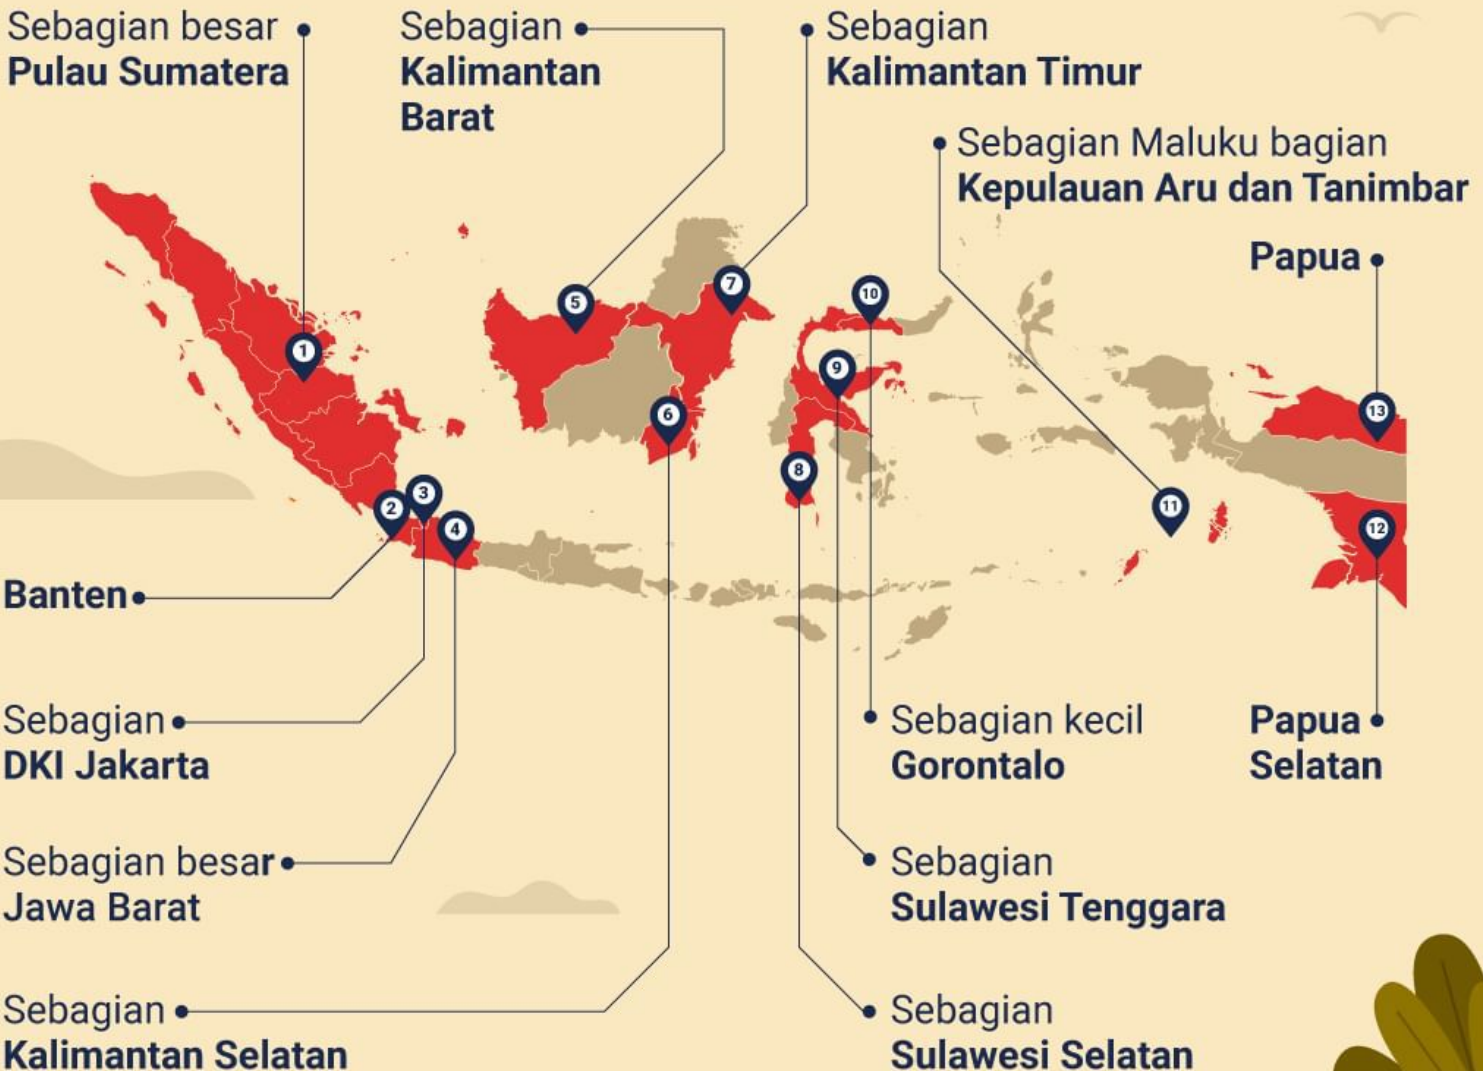 Sebagian besar
Pulau Sumatera
Sebagian
Kalimantan
Barat
Sebagian
Kalimantan Timur
Sebagian Maluku bagian
Kepulauan Aru dan Tanimbar
Papua
1
2
3
4
5
6
7
8
9
10
11
12
13
Banten
Sebagian
DKI Jakarta
Sebagian besar
Jawa Barat
Sebagian
Kalimantan Selatan
Sebagian kecil
Gorontalo
Papua
Selatan
Sebagian
Sulawesi Tenggara
Sebagian
Sulawesi Selatan